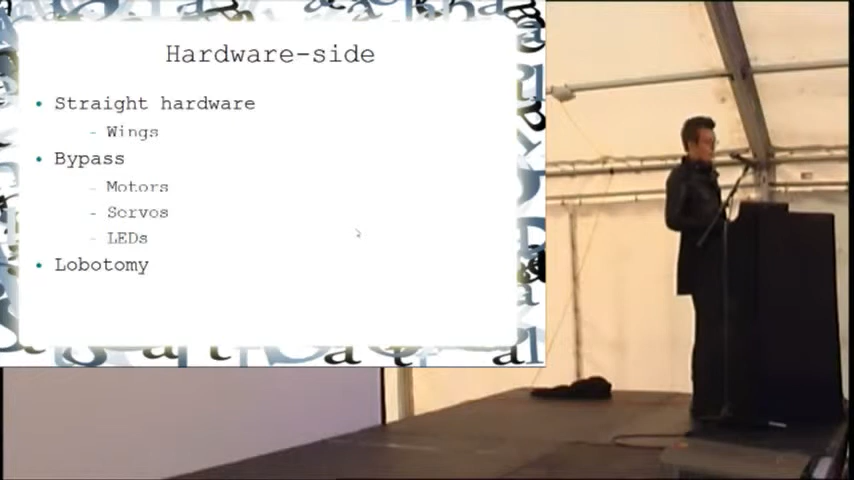 Hardware-side
• Straight hardware
- Wings
• Bypass
- Motors
- Servos
- LEDs
• Lobotomy